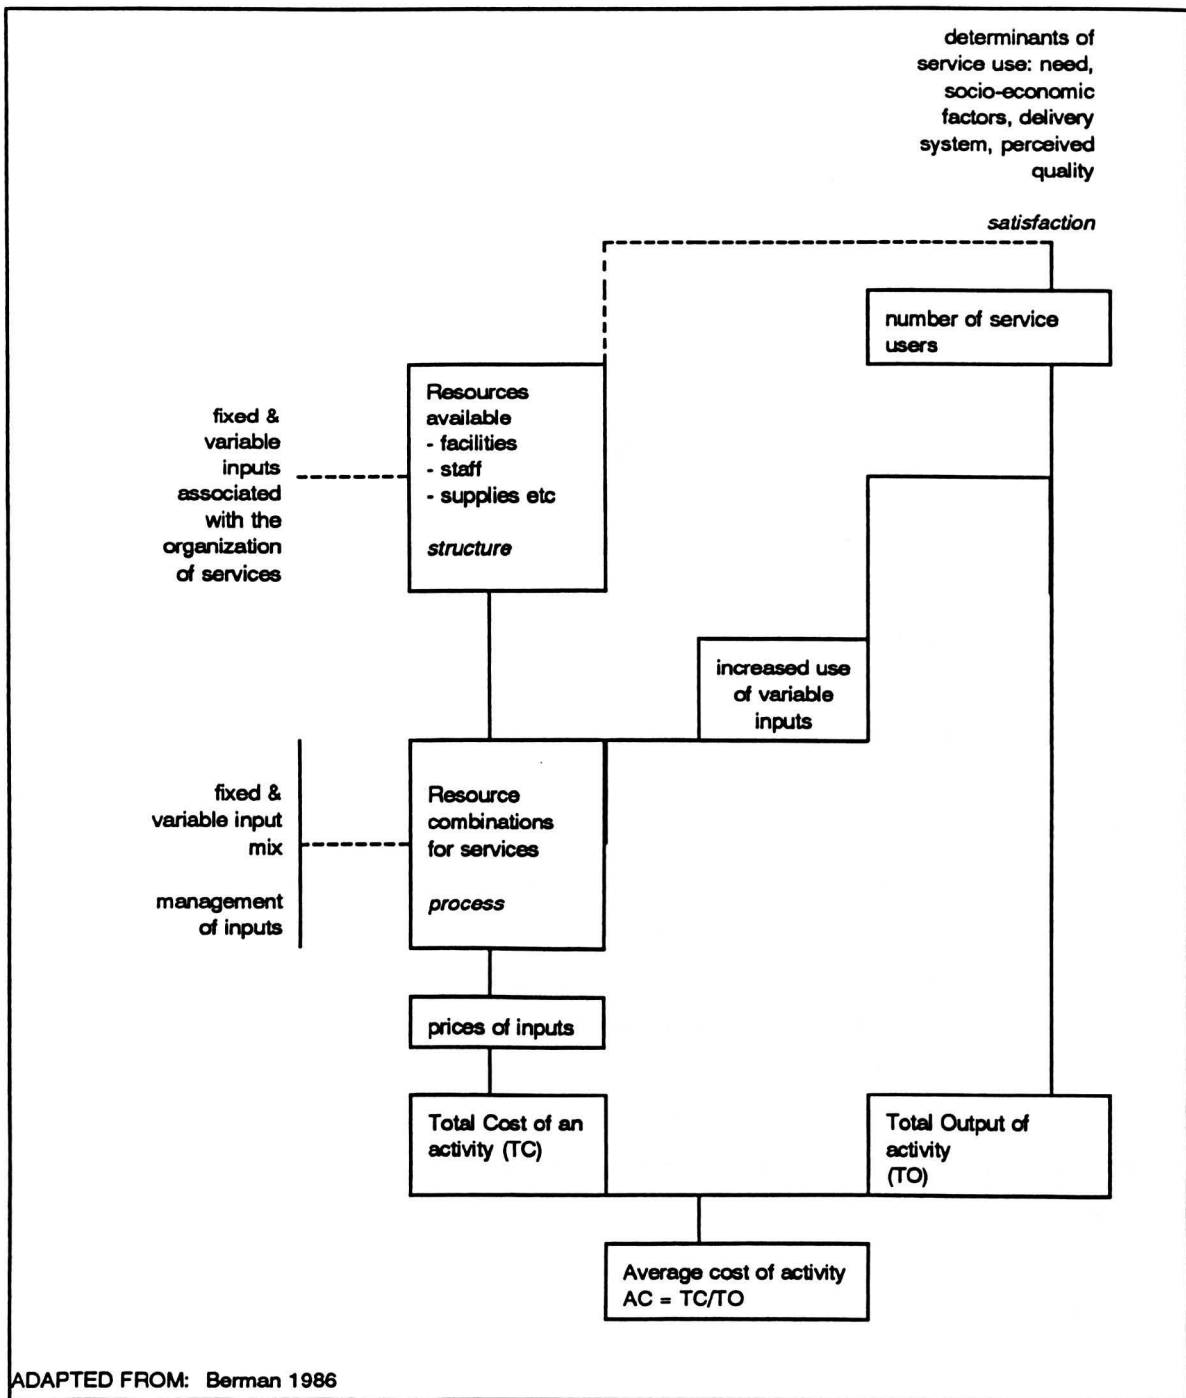 determinants of
service use: need,
socio-economic
factors, delivery
system, perceived
quality
satisfaction
number of service
users
fixed &
variable
inputs
associated
with the
organization
of services
Resources
available
- facilities
- staff
- supplies etc
structure
increased use
of variable
inputs
fixed &
variable input
mix
management
of inputs
Resource
combinations
for services
process
prices of inputs
Total Cost of an
activity (TC)
Total Output of
activity
(TO)
Average cost of activity
AC = TC/TO
ADAPTED FROM: Berman 1986